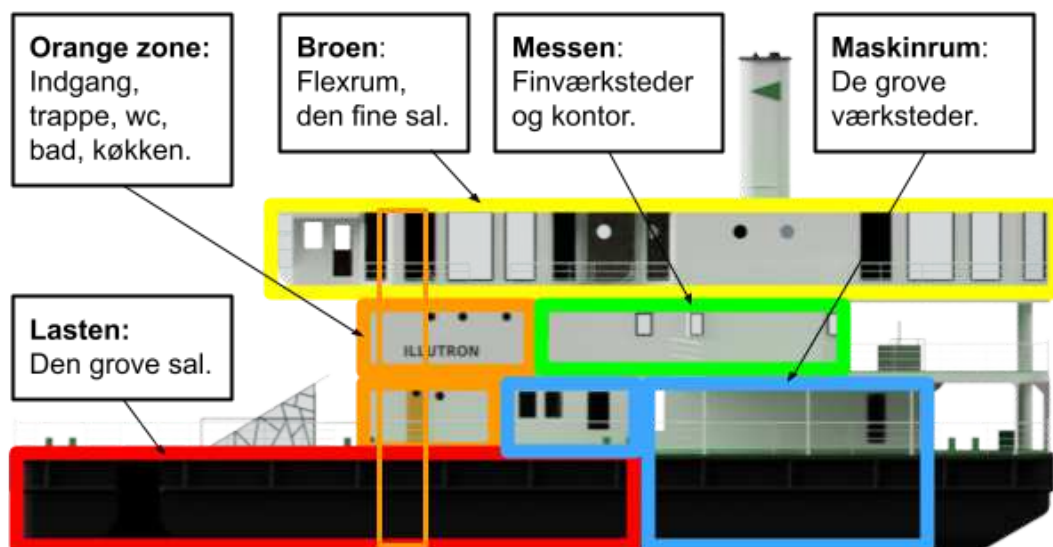 Orange zone:
Indgang,
trappe, wc,
bad, køkken.
Broen:
Flexrum,
den fine sal.
Messen:
Finværksteder
og kontor.
Maskinrum:
De grove
værksteder.
Lasten:
Den grove sal.
ILLUTRON